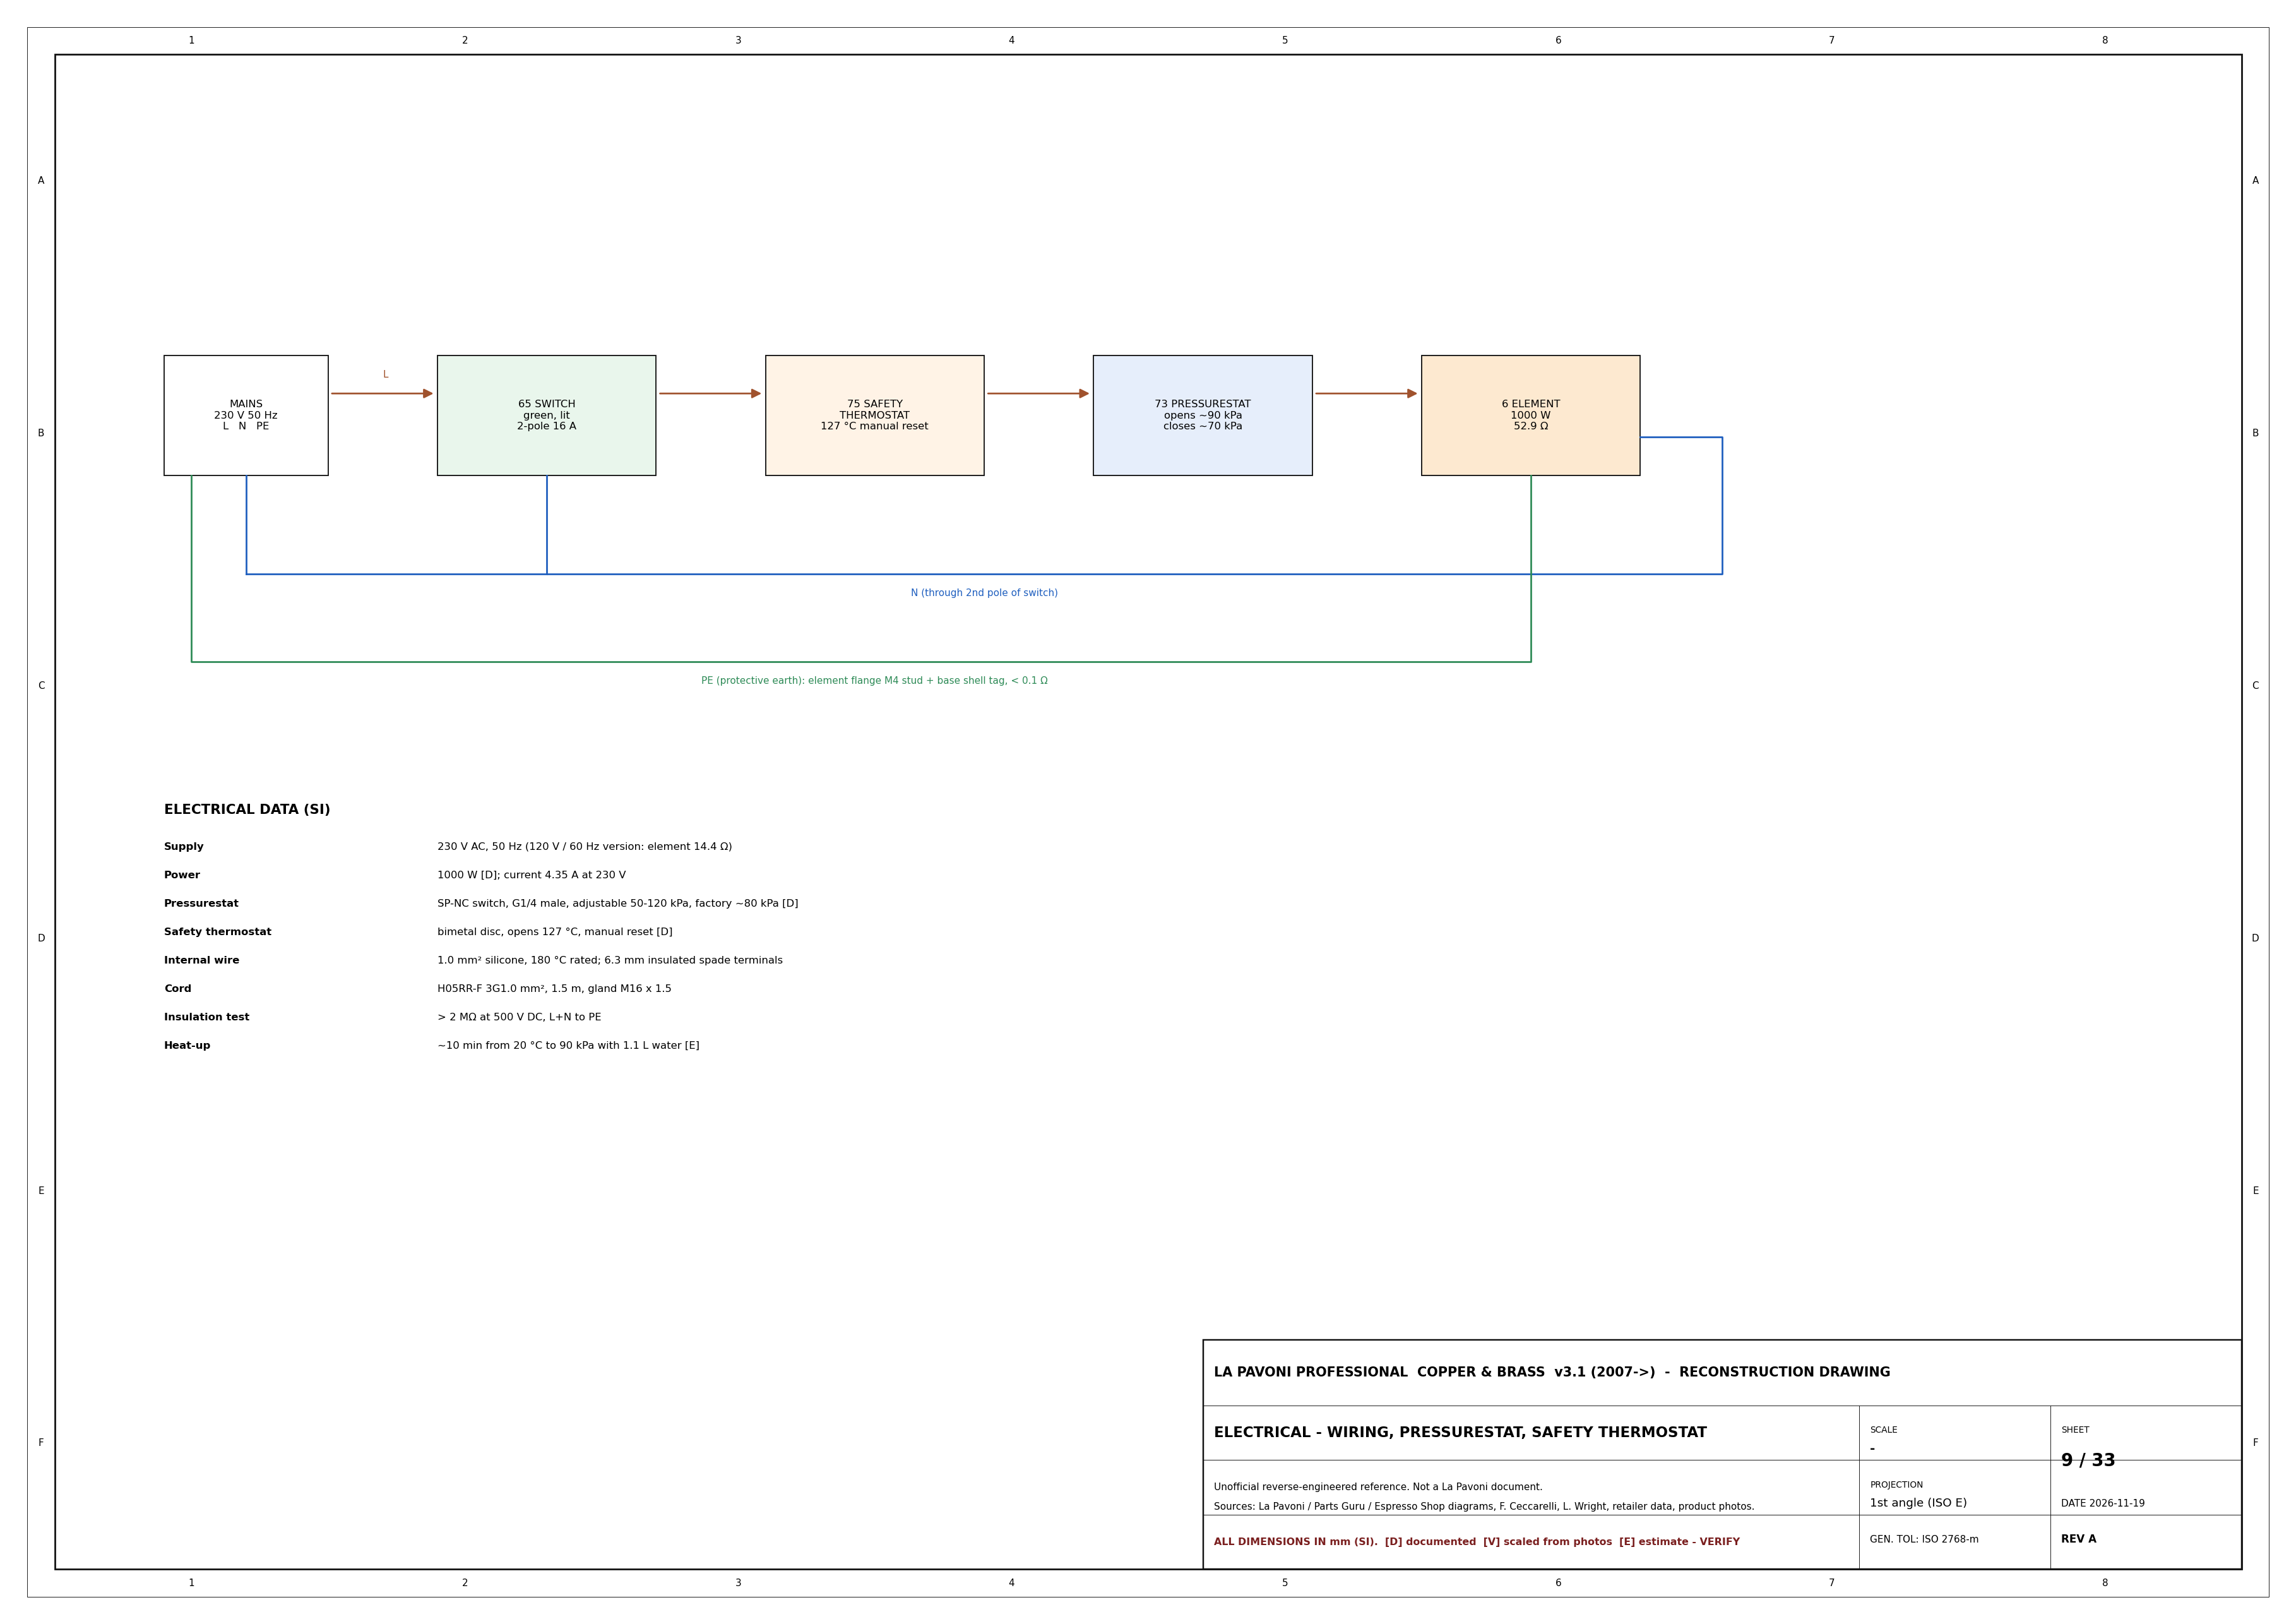 1 2 3 4 5 6 7 8
A A
L
MAINS
230 V 50 Hz
L N PE
65 SWITCH
green, lit
2-pole 16 A
75 SAFETY
THERMOSTAT
127 °C manual reset
73 PRESSURESTAT
opens ~90 kPa
closes ~70 kPa
6 ELEMENT
1000 W
52.9 Ω
B B
N (through 2nd pole of switch)
PE (protective earth): element flange M4 stud + base shell tag, < 0.1 Ω
C C
ELECTRICAL DATA (SI)
Supply 230 V AC, 50 Hz (120 V / 60 Hz version: element 14.4 Ω)
Power 1000 W [D]; current 4.35 A at 230 V
Pressurestat SP-NC switch, G1/4 male, adjustable 50-120 kPa, factory ~80 kPa [D]
Safety thermostat bimetal disc, opens 127 °C, manual reset [D]
D D
Internal wire 1.0 mm² silicone, 180 °C rated; 6.3 mm insulated spade terminals
Cord H05RR-F 3G1.0 mm², 1.5 m, gland M16 x 1.5
Insulation test > 2 MΩ at 500 V DC, L+N to PE
Heat-up ~10 min from 20 °C to 90 kPa with 1.1 L water [E]
E E
LA PAVONI PROFESSIONAL COPPER & BRASS v3.1 (2007->) - RECONSTRUCTION DRAWING
ELECTRICAL - WIRING, PRESSURESTAT, SAFETY THERMOSTAT
SCALE
-
SHEET
9 / 33
F F
Unofficial reverse-engineered reference. Not a La Pavoni document.
Sources: La Pavoni / Parts Guru / Espresso Shop diagrams, F. Ceccarelli, L. Wright, retailer data, product photos.
PROJECTION
1st angle (ISO E)
DATE 2026-11-19
ALL DIMENSIONS IN mm (SI). [D] documented [V] scaled from photos [E] estimate - VERIFY
GEN. TOL: ISO 2768-m
REV A
1 2 3 4 5 6 7 8